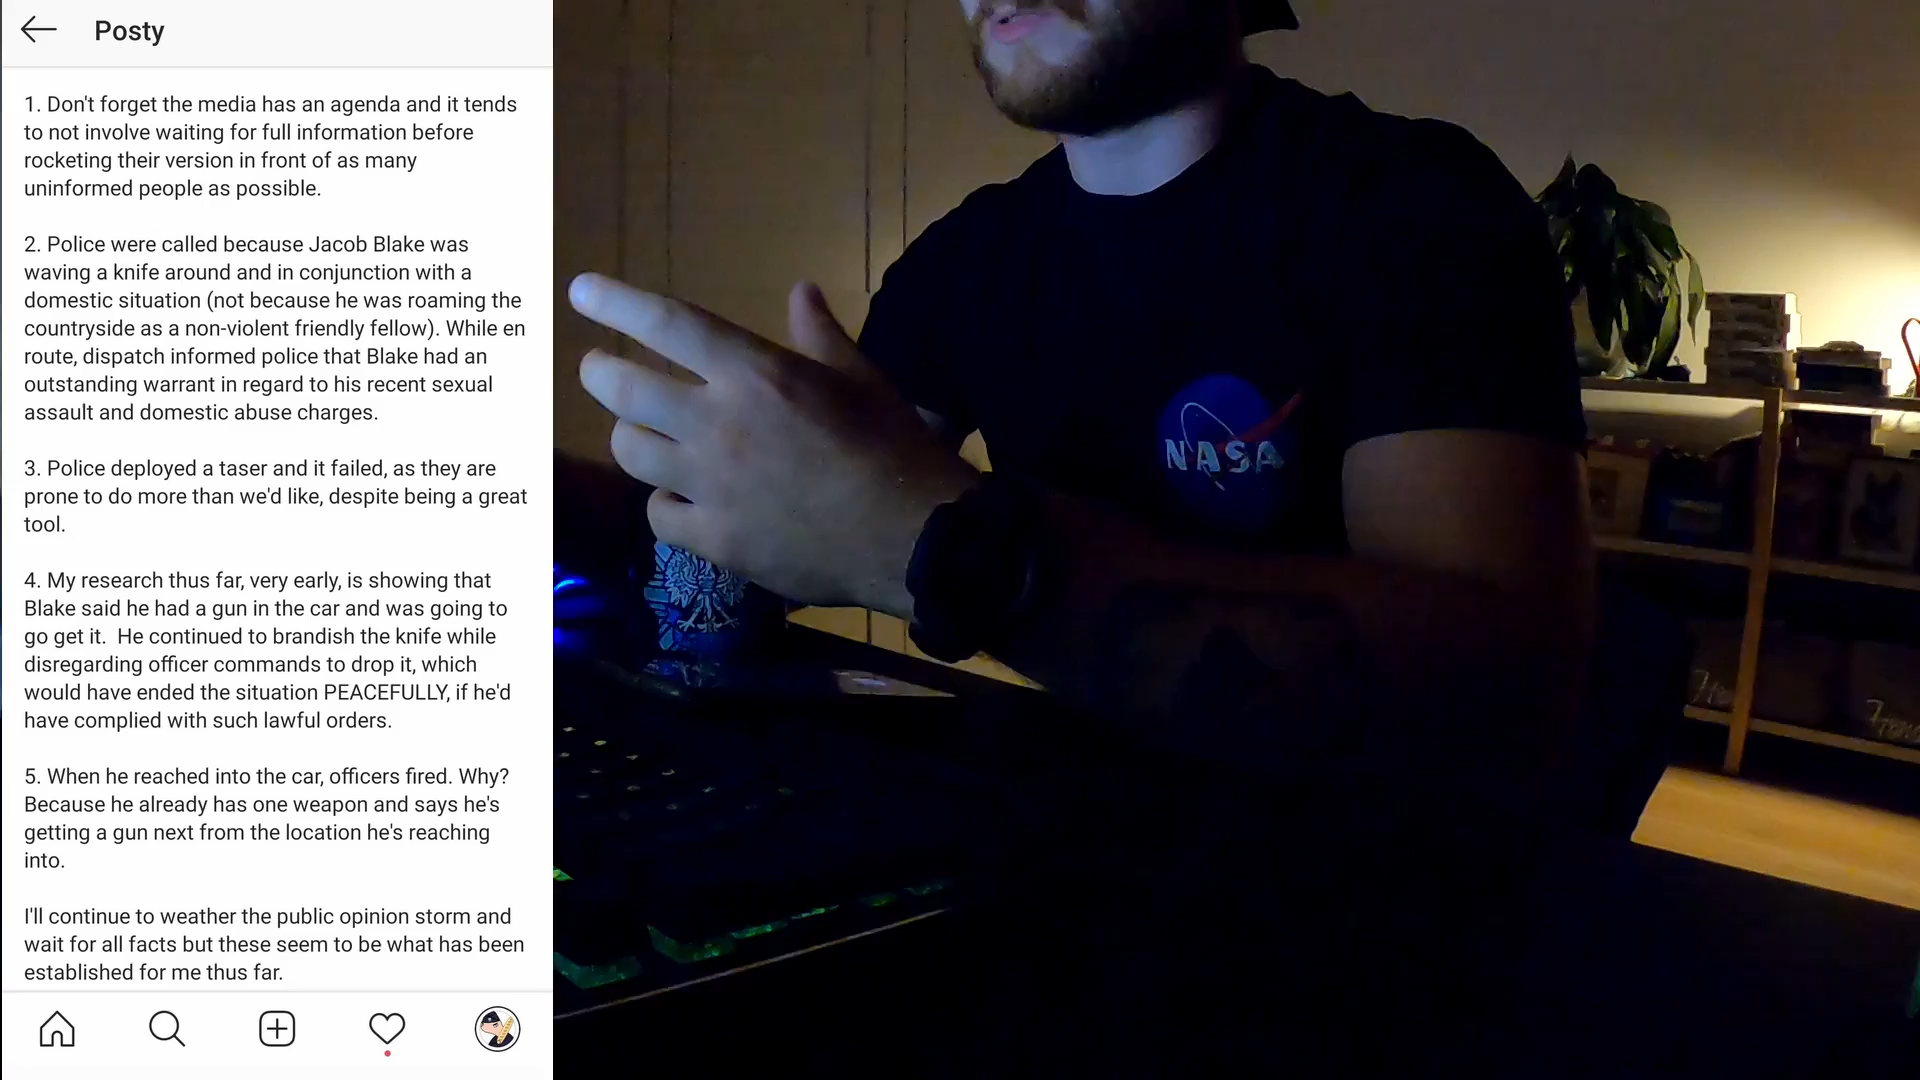 Posty
1. Don't forget the media has an agenda and it tends
to not involve waiting for full information before
rocketing their version in front of as many
uninformed people as possible.
2. Police were called because Jacob Blake was
waving a knife around and in conjunction with a
domestic situation (not because he was roaming the
countryside as a non-violent friendly fellow). While en
route, dispatch informed police that Blake had an
outstanding warrant in regard to his recent sexual
assault and domestic abuse charges.
3. Police deployed a taser and it failed, as they are
prone to do more than we'd like, despite being a great
tool.
4. My research thus far, very early, is showing that
Blake said he had a gun in the car and was going to
go get it.  He continued to brandish the knife while
disregarding officer commands to drop it, which
would have ended the situation PEACEFULLY, if he'd
have complied with such lawful orders.
5. When he reached into the car, officers fired. Why?
Because he already has one weapon and says he's
getting a gun next from the location he's reaching
into.
I'll continue to weather the public opinion storm and
wait for all facts but these seem to be what has been
established for me thus far.
NASA